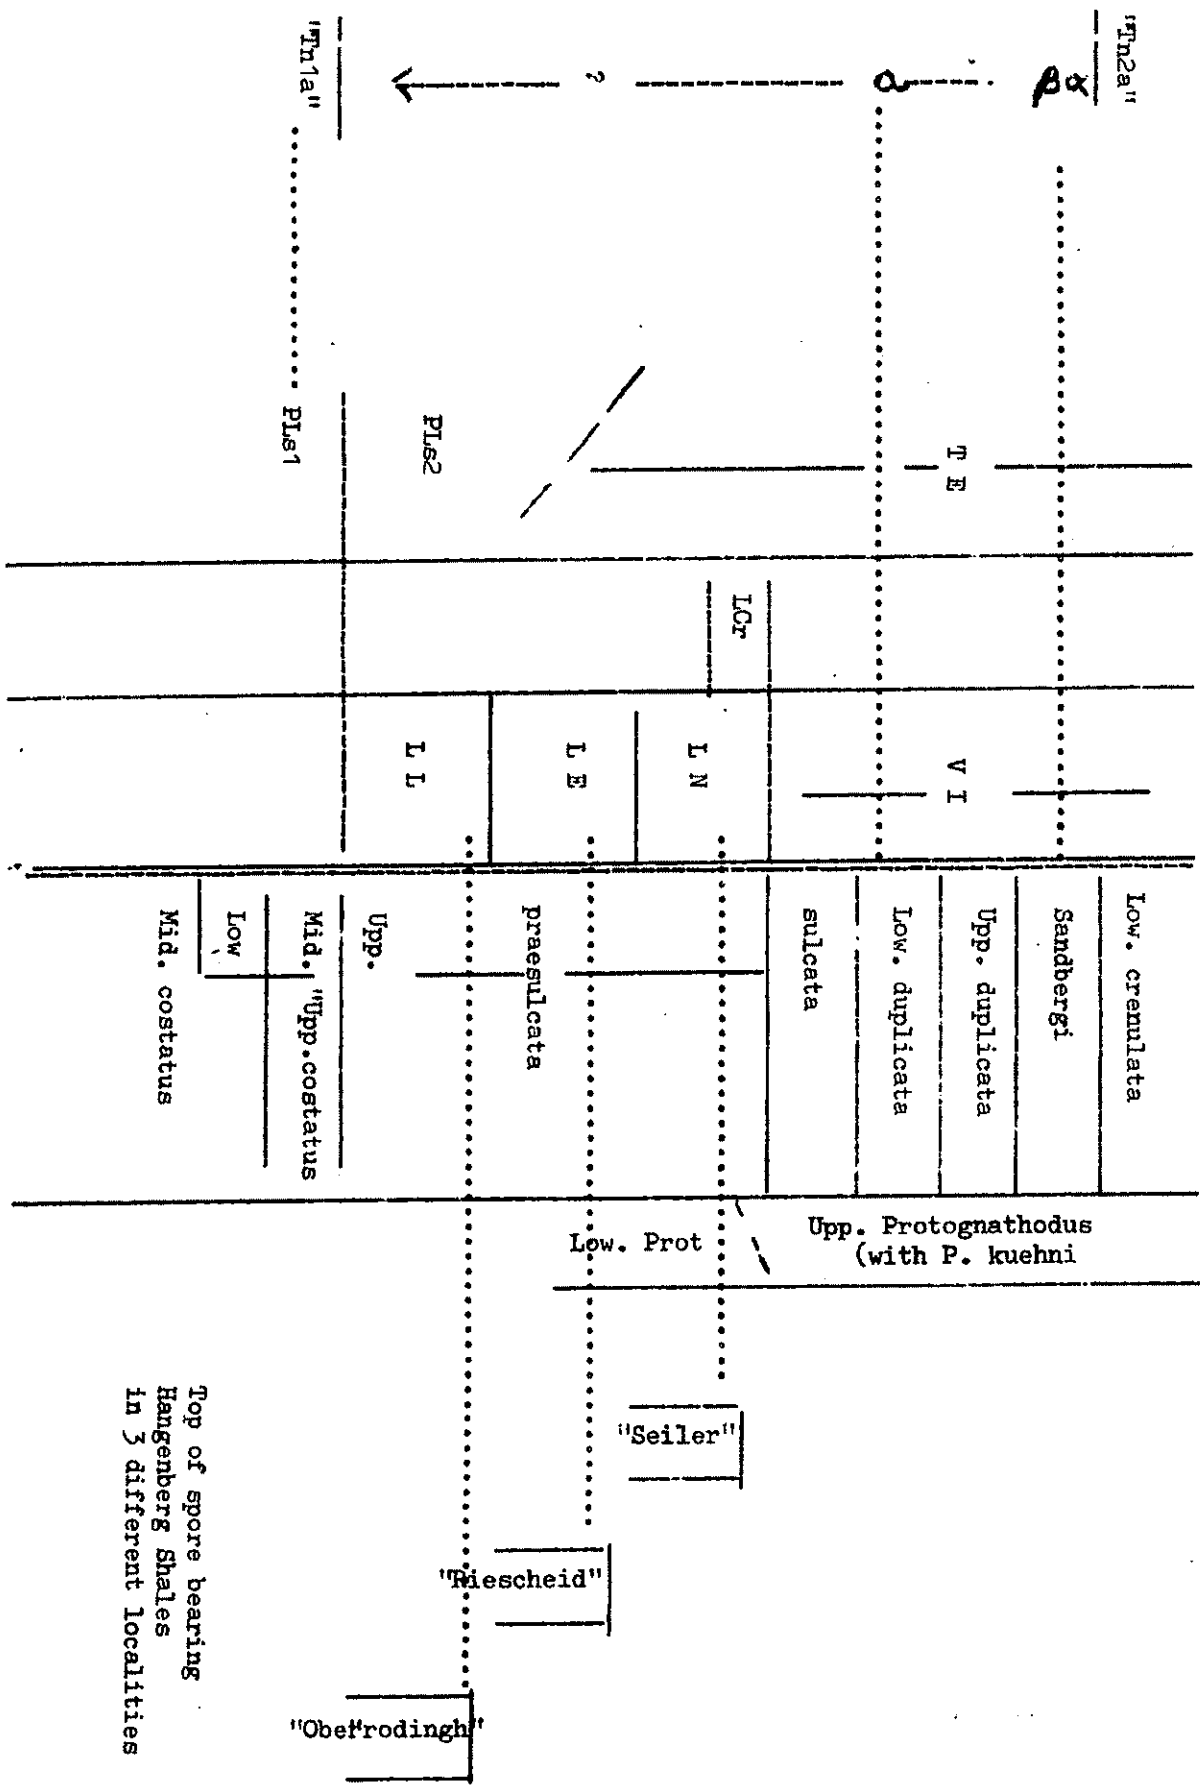 "Tn2a"
βα
α
?
"Tn1a"
T E
PLs2
PLs1
LCr
V I
L N
L E
L L
Low. crenulata
Sandbergi
Upp. duplicata
Low. duplicata
sulcata
praesulcata
Upp.
Mid. "Upp.costatus
Low
Mid. costatus
Upp. Protognathodus
(with P. kuehni
Low. Prot
"Seiler"
"Riescheid"
"Oberrodingh"
Top of spore bearing
Hangenberg Shales
in 3 different localities